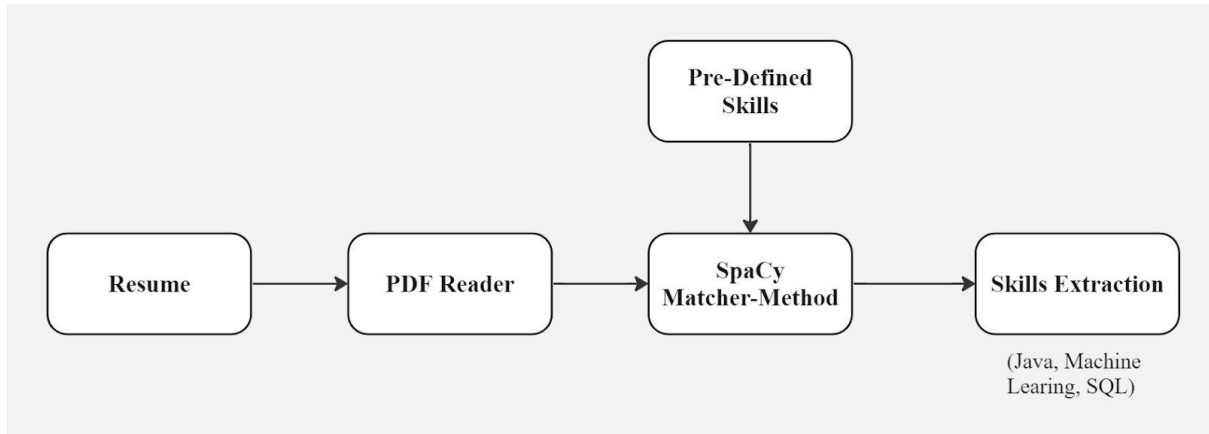 Pre-Defined
Skills
Resume
PDF Reader
SpaCy
Matcher-Method
Skills Extraction
(Java, Machine
Learing, SQL)